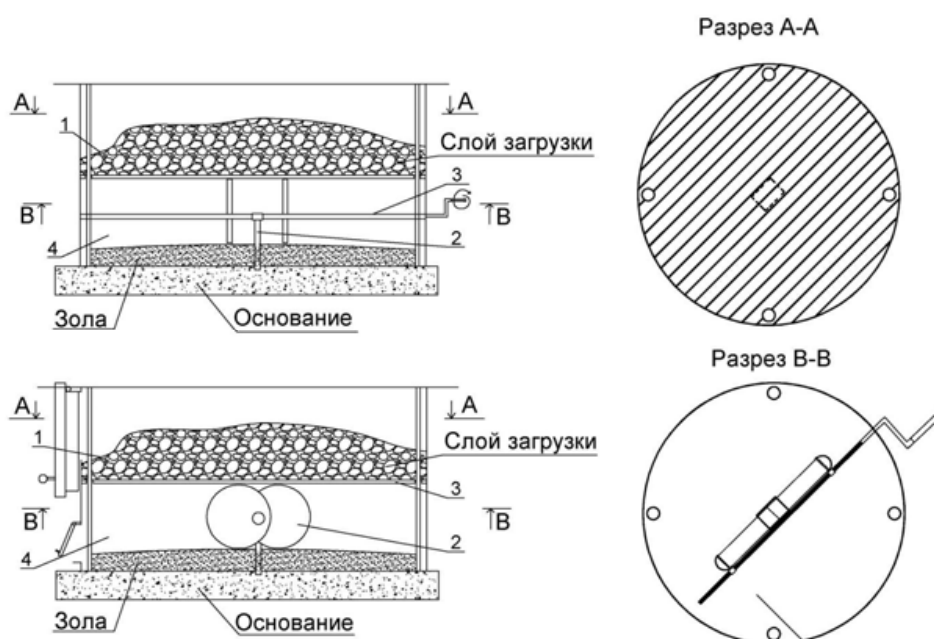 Разрез А-А
А
А
1
Слой загрузки
3
В
В
4
2
Зола
Основание
Разрез В-В
А
А
1
Слой загрузки
3
В
В
4
2
Зола
Основание